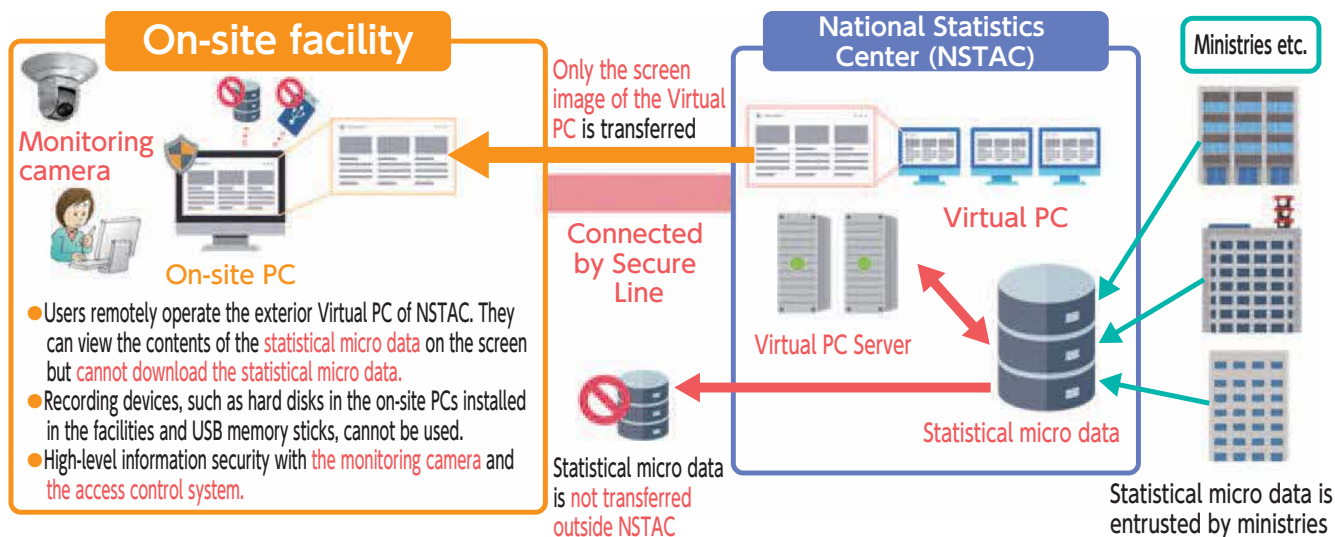 On-site facility
Monitoring
camera
On-site PC
●Users remotely operate the exterior Virtual PC of NSTAC. They
can view the contents of the statistical micro data on the screen
but cannot download the statistical micro data.
●Recording devices, such as hard disks in the on-site PCs installed
in the facilities and USB memory sticks, cannot be used.
●High-level information security with the monitoring camera and
the access control system.
Only the screen
image of the Virtual
PC is transferred
Connected
by Secure
Line
Statistical micro data
is not transferred
outside NSTAC
National Statistics
Center (NSTAC)
Virtual PC
Virtual PC Server
Statistical micro data
Ministries etc.
Statistical micro data is
entrusted by ministries